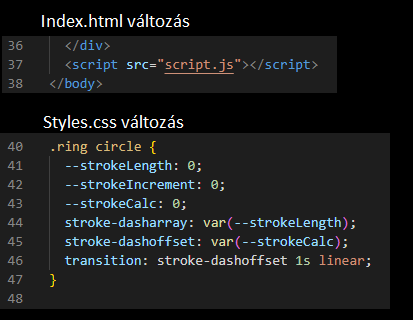 Index.html változás
36 </div>
37 <script src="script.js"></script>
38 </body>
Styles.css változás
40 .ring circle {
41 --strokeLength: 0;
42 --strokeIncrement: 0;
43 --strokeCalc: 0;
44 stroke-dasharray: var(--strokeLength);
45 stroke-dashoffset: var(--strokeCalc);
46 transition: stroke-dashoffset 1s linear;
47 }
48